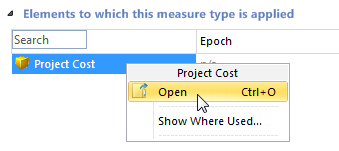 Elements to which this measure type is applied
Search Epoch
Project Cost n/a
Project Cost
Open Ctrl+O
Show Where Used...